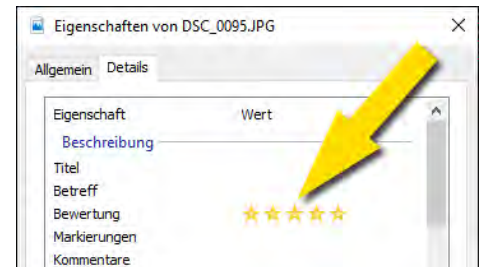 Eigenschaften von DSC_0095.JPG
Allgemein Details
Eigenschaft Wert
Beschreibung
Titel
Betreff
Bewertung
Markierungen
Kommentare